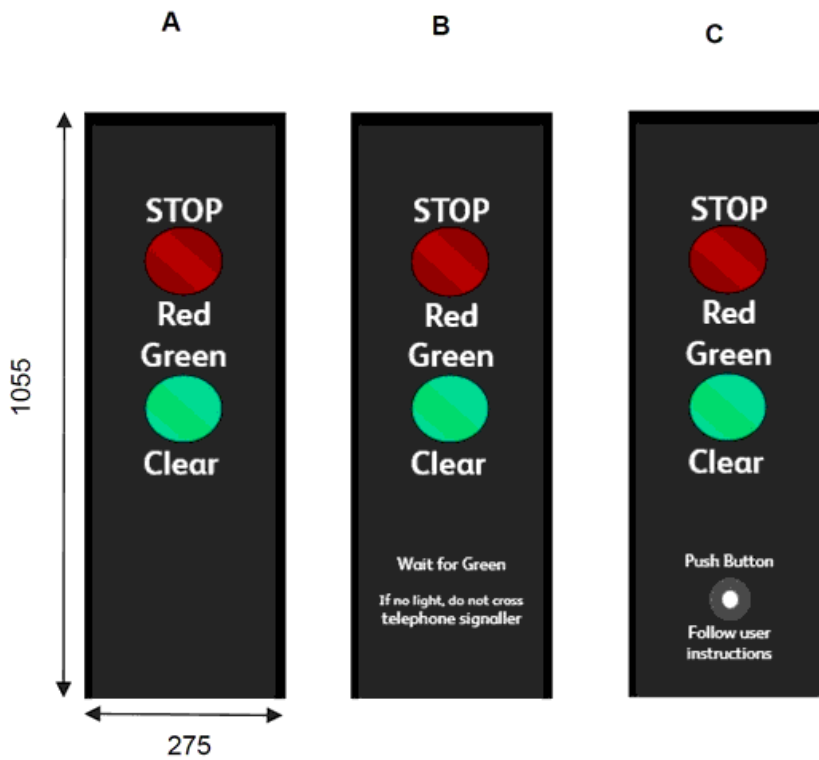 A
B
C
STOP
Red
Green
Clear
STOP
Red
Green
Clear
Wait for Green
If no light, do not cross
telephone signaller
STOP
Red
Green
Clear
Push Button
Follow user
instructions
1055
275